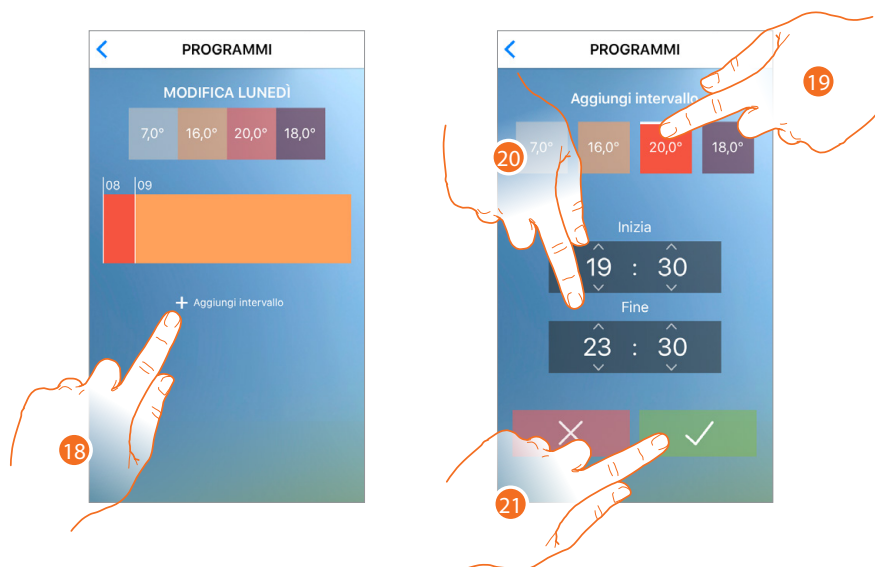 PROGRAMMI
MODIFICA LUNEDÌ
7,0° 16,0° 20,0° 18,0°
08 09
+ Aggiungi intervallo
18
PROGRAMMI
19
Aggiungi intervallo
20
7,0° 16,0° 20,0° 18,0°
Inizia
19 : 30
Fine
23 : 30
21